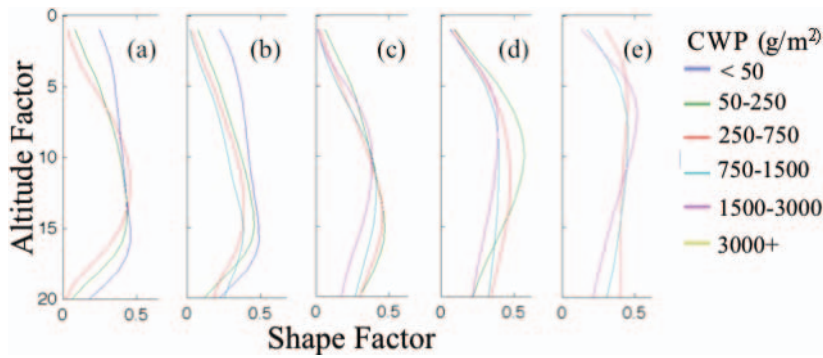 0
5
10
15
20
Altitude Factor
(a)
(b)
(c)
(d)
(e)
0 0.5 0 0.5 0 0.5 0 0.5 0 0.5
Shape Factor
CWP (g/m²)
< 50
50-250
250-750
750-1500
1500-3000
3000+